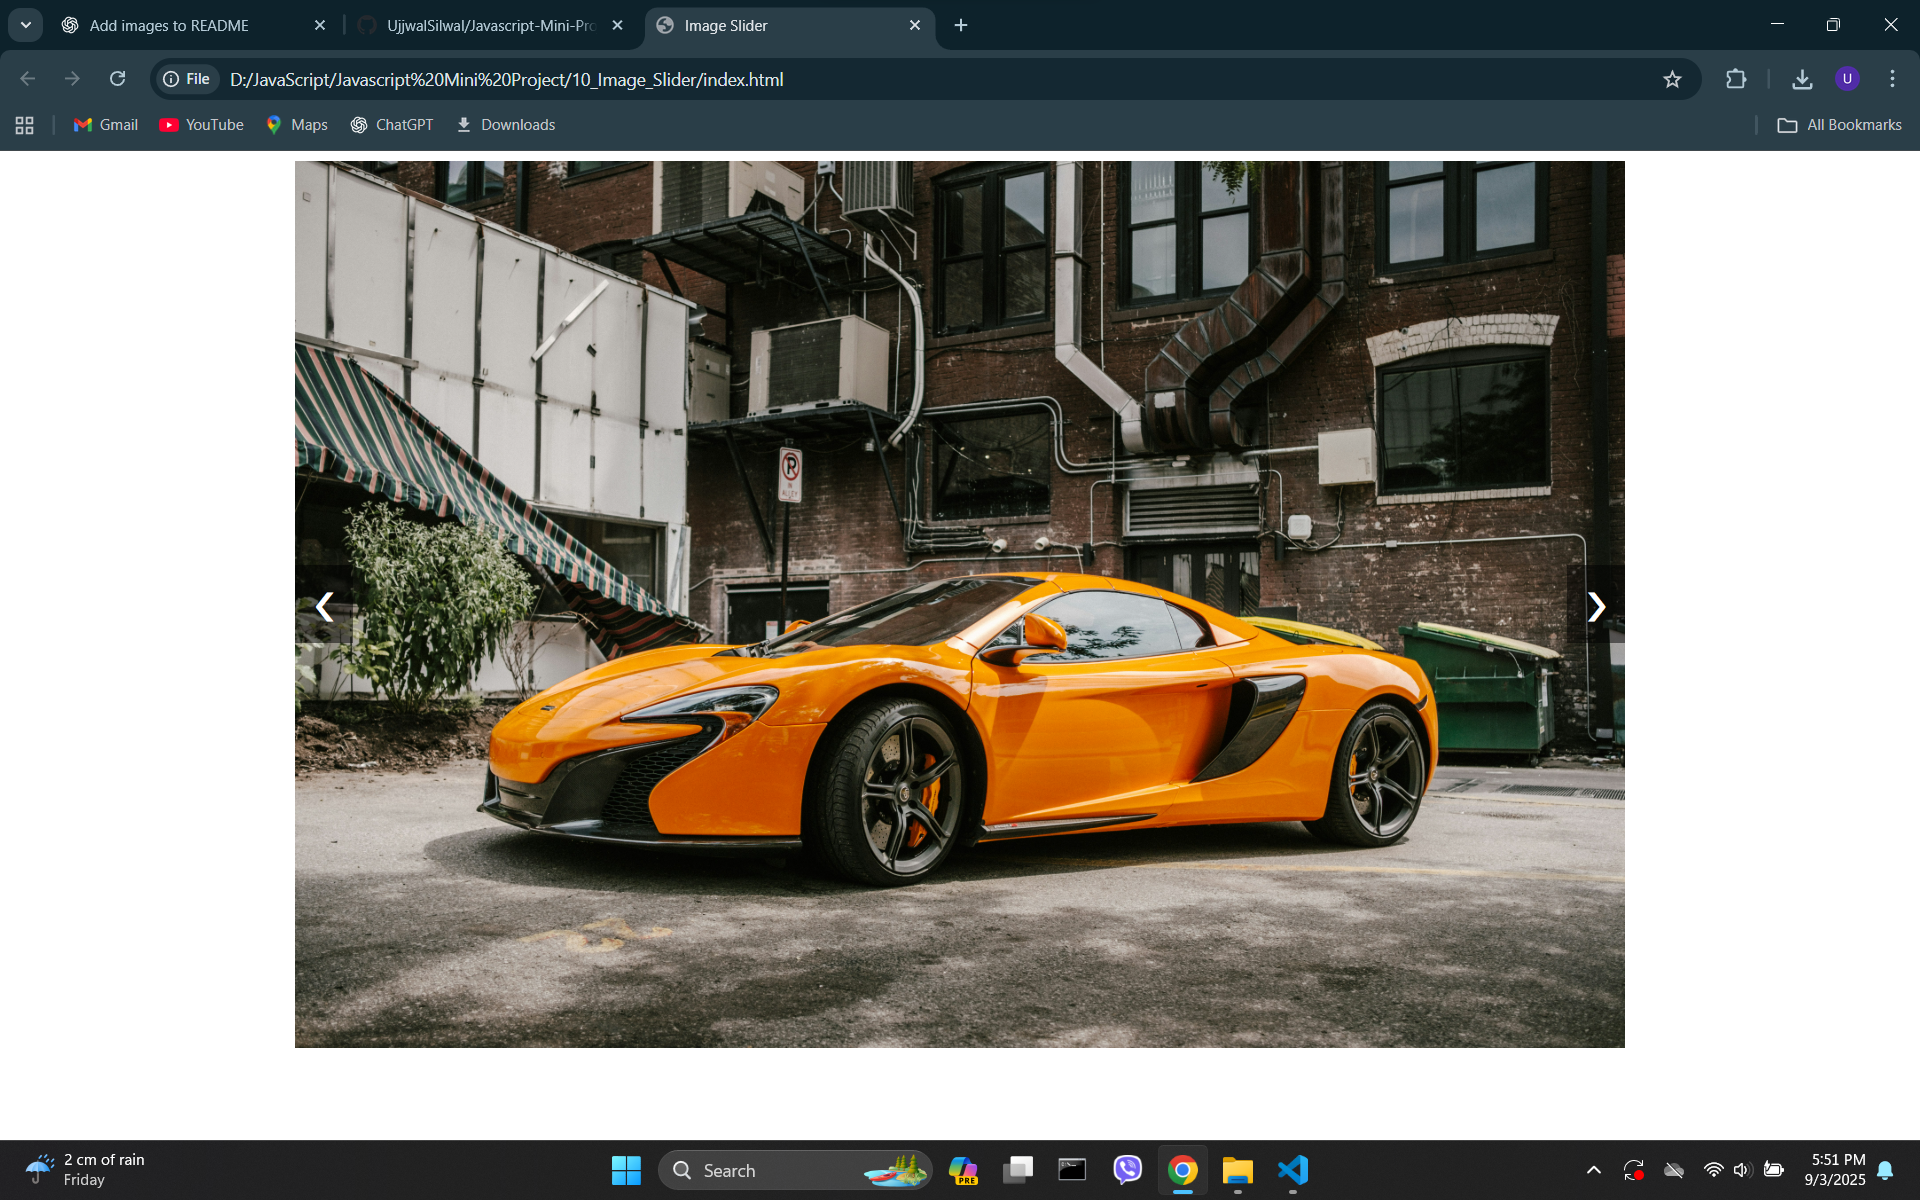 Add images to README
UjjwalSilwal/Javascript-Mini-Pro
Image Slider
File
D:/JavaScript/Javascript%20Mini%20Project/10_Image_Slider/index.html
U
Gmail
YouTube
Maps
ChatGPT
Downloads
All Bookmarks
P
IN
ALLEY
❮
❯
2 cm of rain
Friday
Search
PRE
5:51 PM
9/3/2025